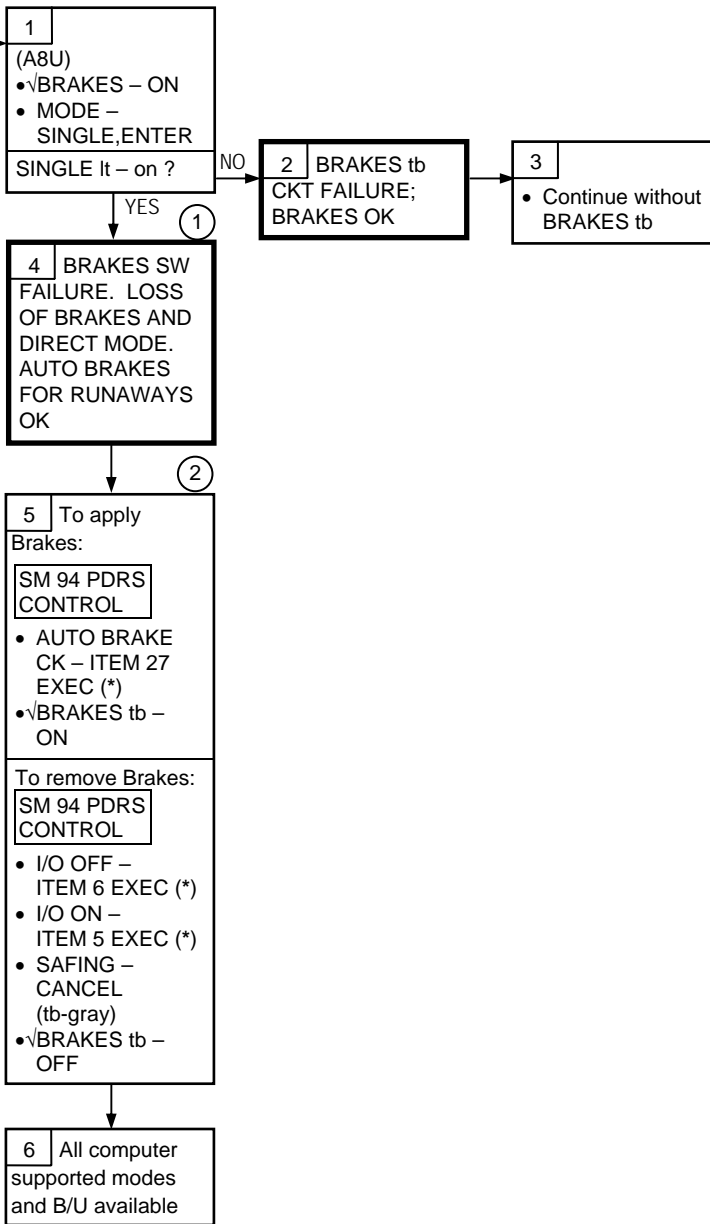 1
(A8U)
•√BRAKES – ON
• MODE –
SINGLE,ENTER
SINGLE lt – on ?
NO
YES
2 BRAKES tb
CKT FAILURE;
BRAKES OK
3
• Continue without
BRAKES tb
1
4 BRAKES SW
FAILURE. LOSS
OF BRAKES AND
DIRECT MODE.
AUTO BRAKES
FOR RUNAWAYS
OK
2
5 To apply
Brakes:
SM 94 PDRS
CONTROL
• AUTO BRAKE
CK – ITEM 27
EXEC (*)
•√BRAKES tb –
ON
To remove Brakes:
SM 94 PDRS
CONTROL
• I/O OFF –
ITEM 6 EXEC (*)
• I/O ON –
ITEM 5 EXEC (*)
• SAFING –
CANCEL
(tb-gray)
•√BRAKES tb –
OFF
6 All computer
supported modes
and B/U available